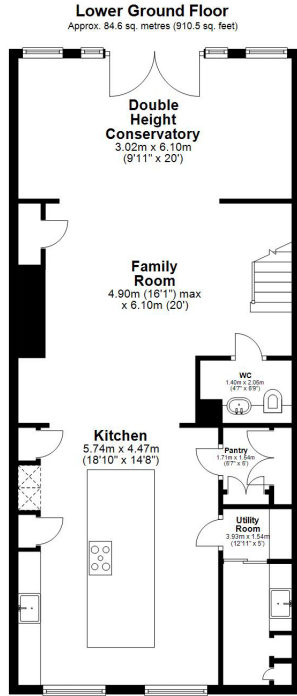 Lower Ground Floor
Approx. 84.6 sq. metres (910.5 sq. feet)
Double
Height
Conservatory
3.02m x 6.10m
(9'11" x 20')
Family
Room
4.90m (16'1") max
x 6.10m (20')
WC
1.40m x 2.06m
(4'7" x 6'9")
Kitchen
5.74m x 4.47m
(18'10" x 14'8")
Pantry
1.71m x 1.54m
(5'7" x 5')
Utility
Room
3.93m x 1.54m
(12'11" x 5')